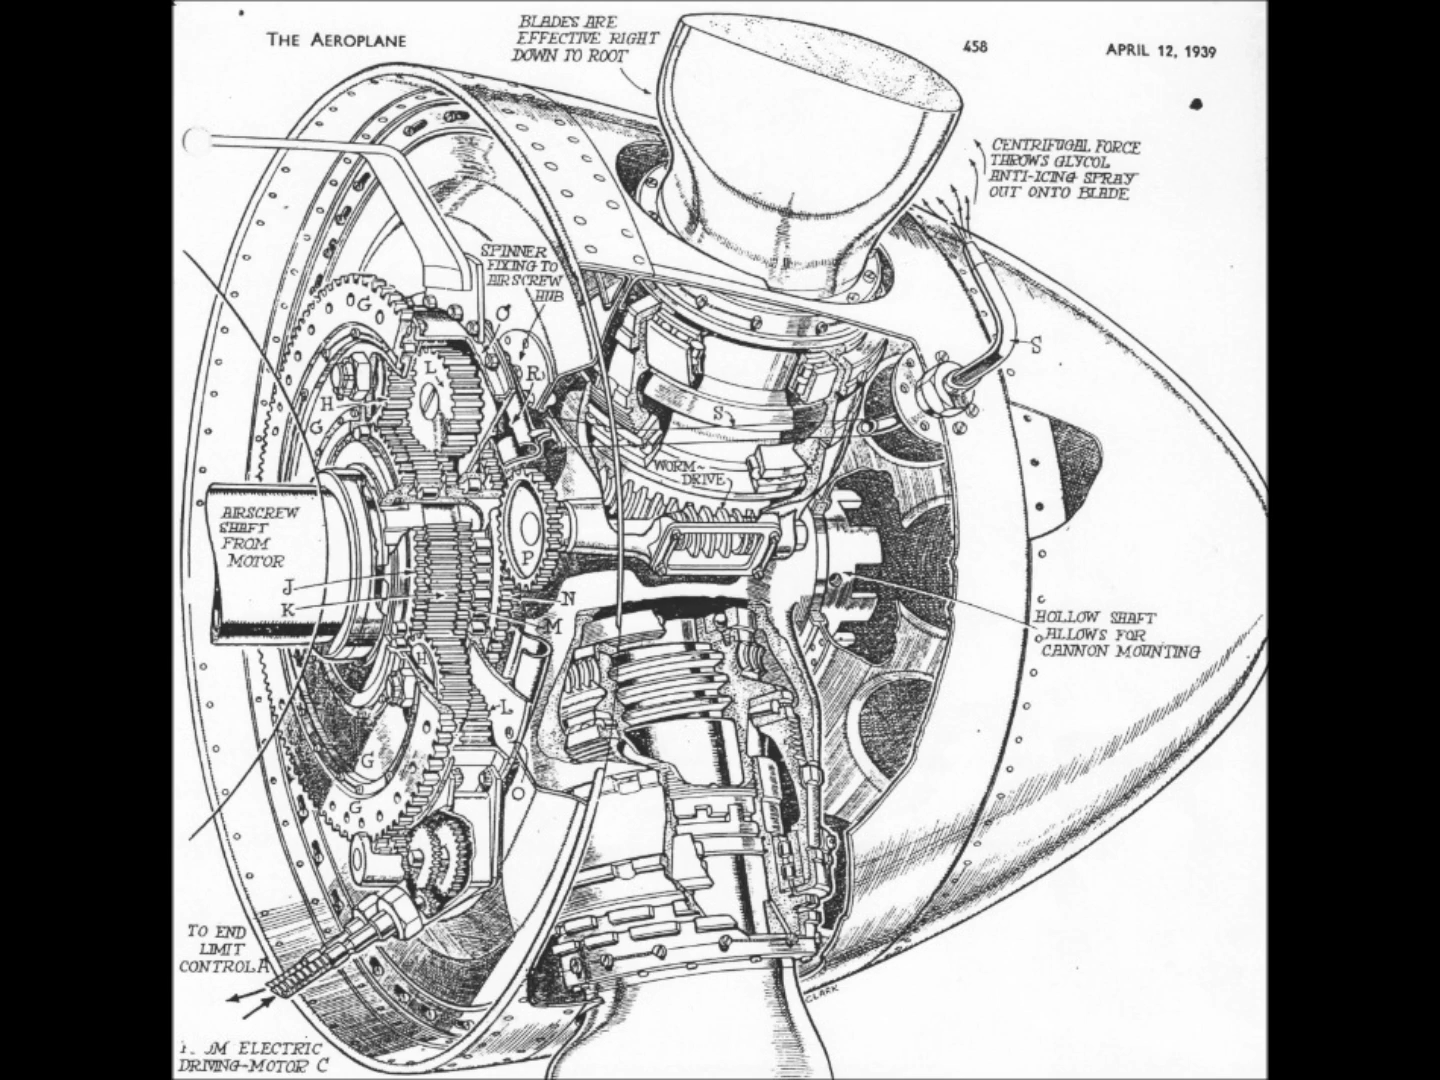 THE AEROPLANE
458
APRIL 12, 1939
BLADES ARE
EFFECTIVE RIGHT
DOWN TO ROOT
CENTRIFUGAL FORCE
THROWS GLYCOL
ANTI-ICING SPRAY
OUT ONTO BLADE
SPINNER
FIXING TO
AIRSCREW
HUB
G
O
L
R
S
H
G
S
WORM~
DRIVE
AIRSCREW
SHAFT
FROM
MOTOR
P
J
K
N
M
HOLLOW SHAFT
ALLOWS FOR
CANNON MOUNTING
H
L
G
G
O
TO END
LIMIT
CONTROL A
CLARK
ELECTRIC
DRIVING-MOTOR C